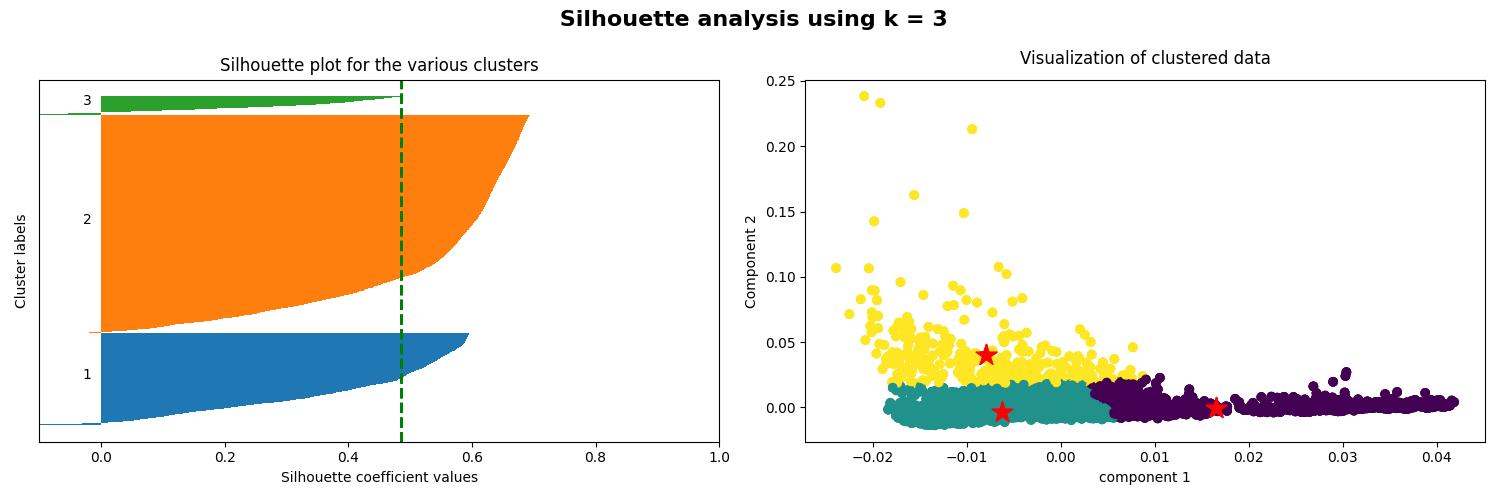 Silhouette analysis using k = 3
Silhouette plot for the various clusters
3
2
1
Cluster labels
0.0 0.2 0.4 0.6 0.8 1.0
Silhouette coefficient values
Visualization of clustered data
0.25
0.20
0.15
0.10
0.05
0.00
Component 2
−0.02 −0.01 0.00 0.01 0.02 0.03 0.04
component 1